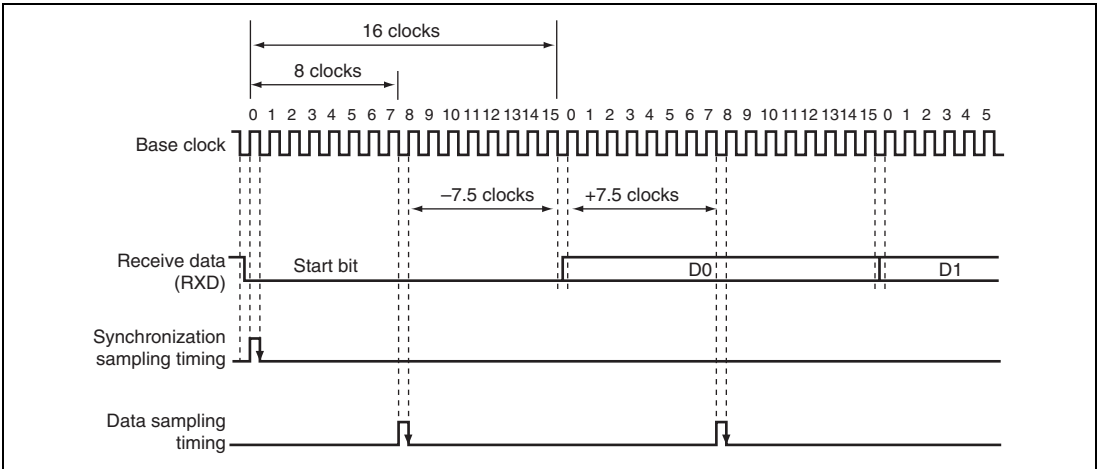 16 clocks
8 clocks
0 1 2 3 4 5 6 7 8 9 10 11 12 13 14 15 0 1 2 3 4 5 6 7 8 9 10 11 12 13 14 15 0 1 2 3 4 5
Base clock
–7.5 clocks +7.5 clocks
Receive data
(RXD)
Start bit D0 D1
Synchronization
sampling timing
Data sampling
timing